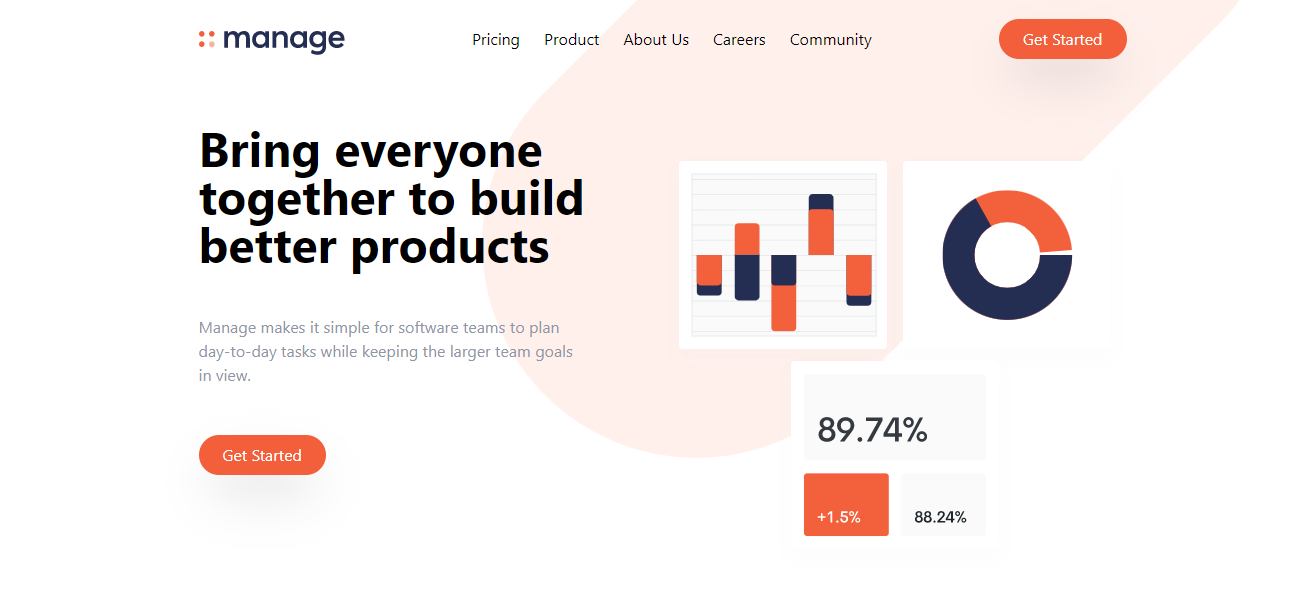 manage
Pricing
Product
About Us
Careers
Community
Get Started
Bring everyone
together to build
better products
Manage makes it simple for software teams to plan
day-to-day tasks while keeping the larger team goals
in view.
Get Started
89.74%
+1.5%
88.24%